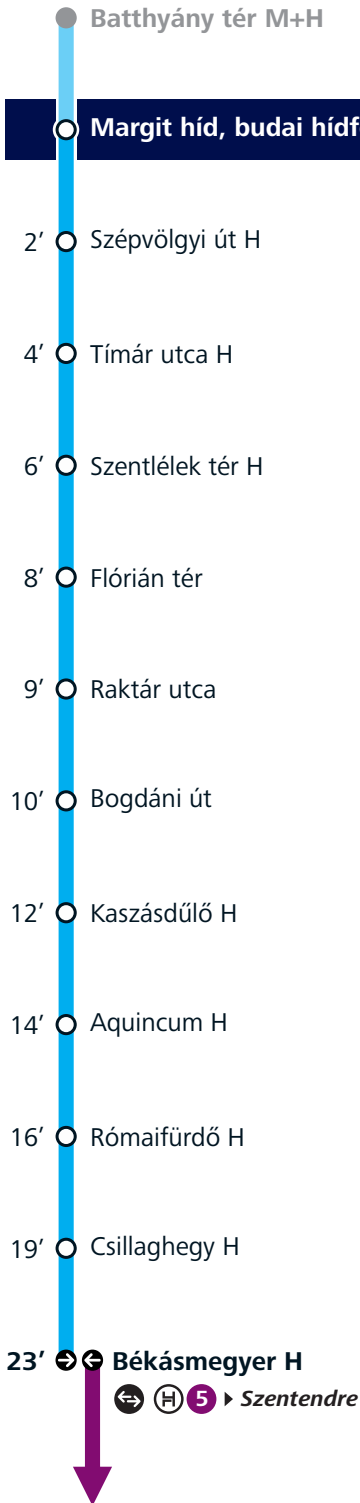 Batthyány tér M+H
Margit híd, budai hídf
2’ Szépvölgyi út H
4’ Tímár utca H
6’ Szentlélek tér H
8’ Flórián tér
9’ Raktár utca
10’ Bogdáni út
12’ Kaszásdűlő H
14’ Aquincum H
16’ Rómaifürdő H
19’ Csillaghegy H
23’ Békásmegyer H
H 5 Szentendre